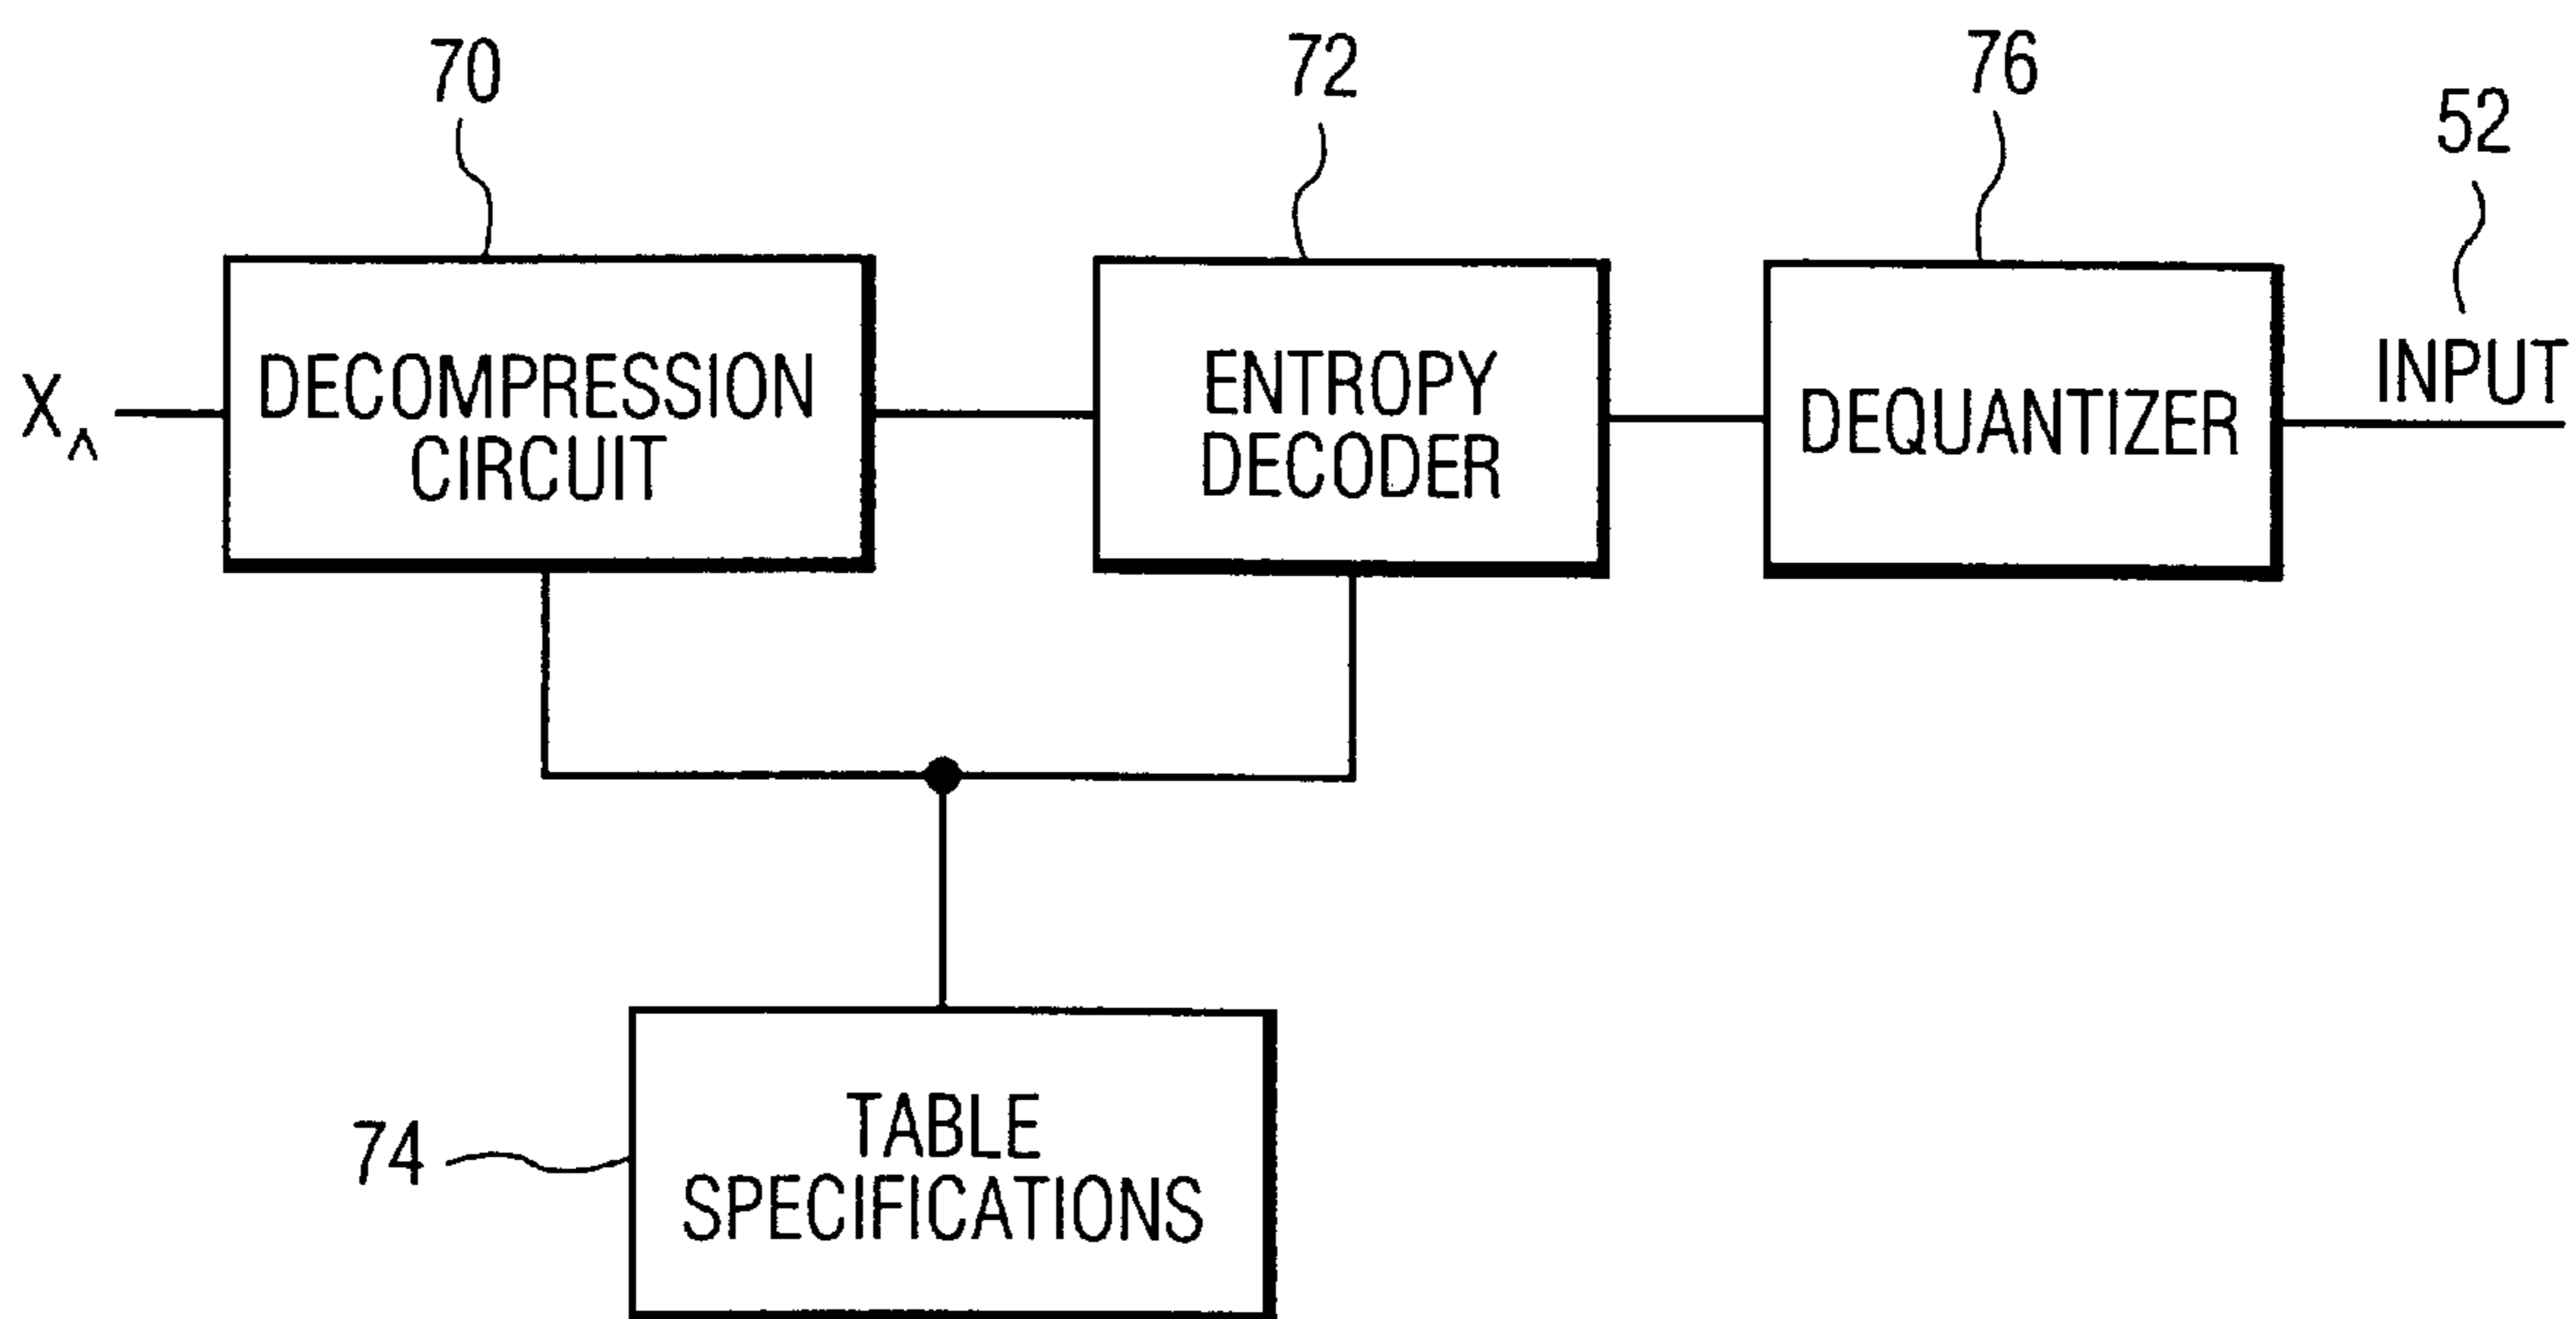 70
72
76
52
X^
DECOMPRESSION
CIRCUIT
ENTROPY
DECODER
DEQUANTIZER
INPUT
74
TABLE
SPECIFICATIONS